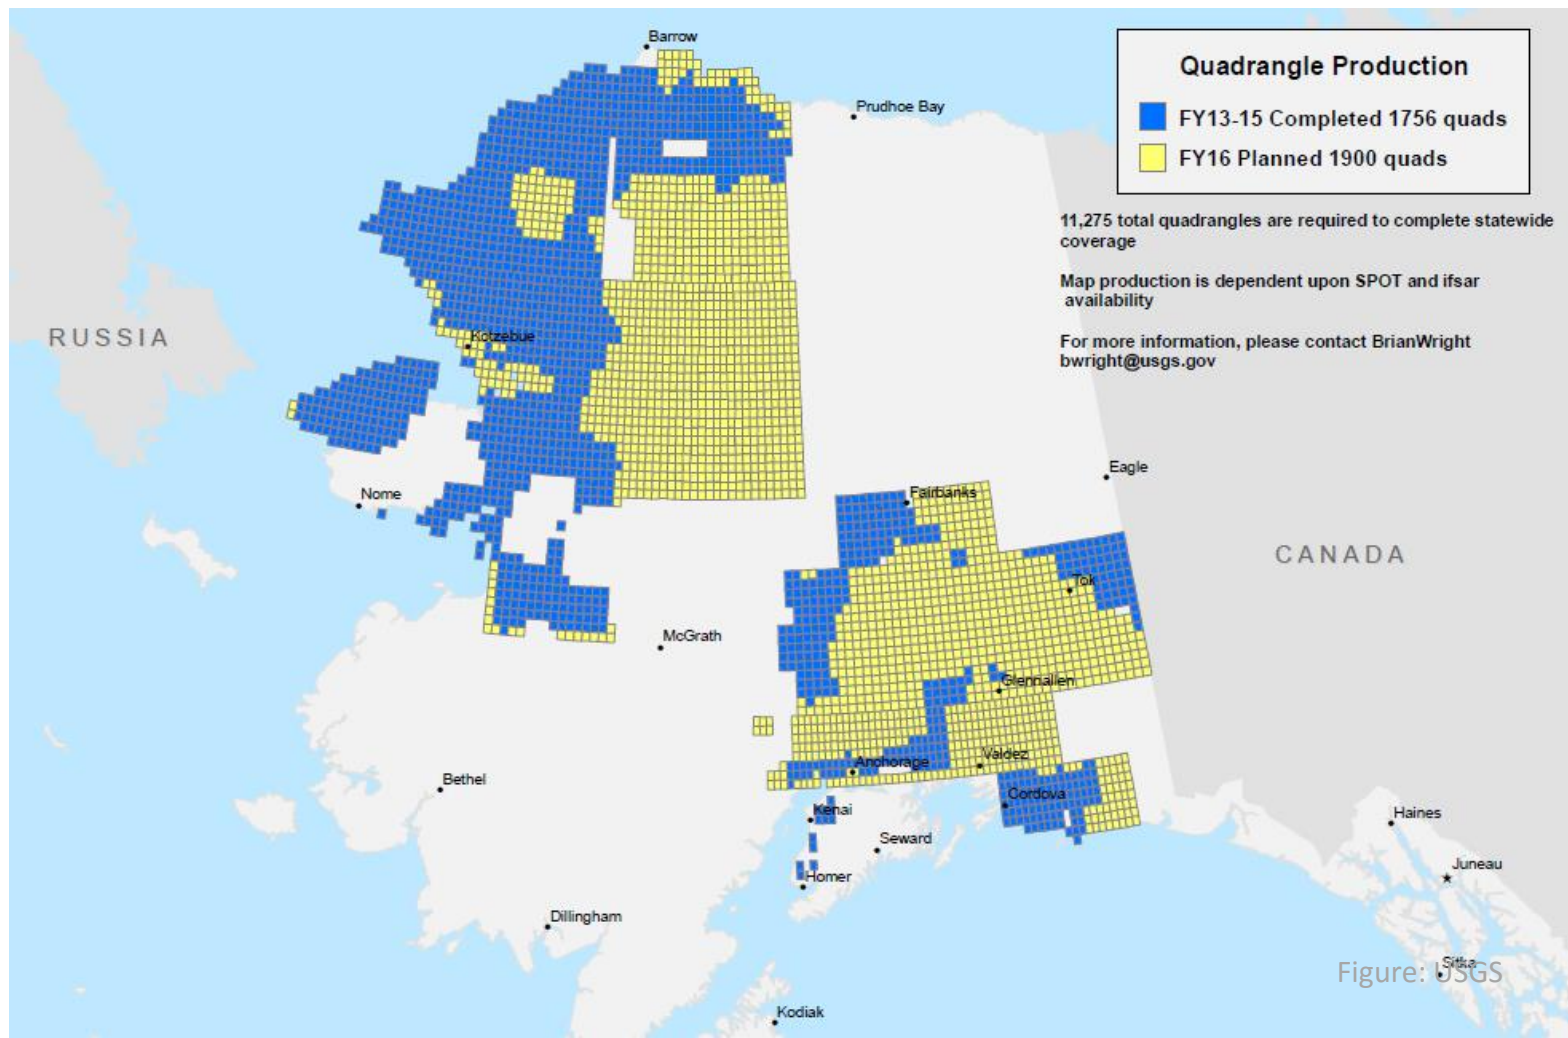 Barrow
Prudhoe Bay
Quadrangle Production
FY13-15 Completed 1756 quads
FY16 Planned 1900 quads
11,275 total quadrangles are required to complete statewide
coverage
Map production is dependent upon SPOT and ifsar
availability
For more information, please contact BrianWright
bwright@usgs.gov
RUSSIA
Kotzebue
Nome
Eagle
Fairbanks
CANADA
Tok
McGrath
Glennallen
Valdez
Anchorage
Bethel
Cordova
Kenai
Haines
Seward
Juneau
Homer
Dillingham
Sitka
Figure: USGS
Kodiak